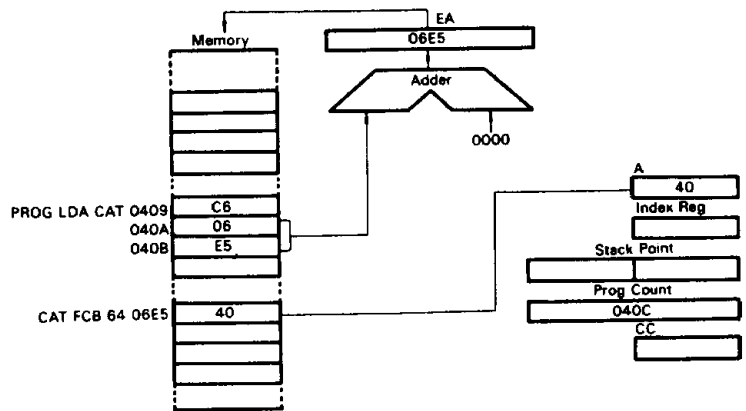 EA
Memory
06E5
Adder
0000
A
40
Index Reg
Stack Point
Prog Count
040C
CC
PROG LDA CAT 0409 C6
040A 06
040B E5
CAT FCB 64 06E5 40